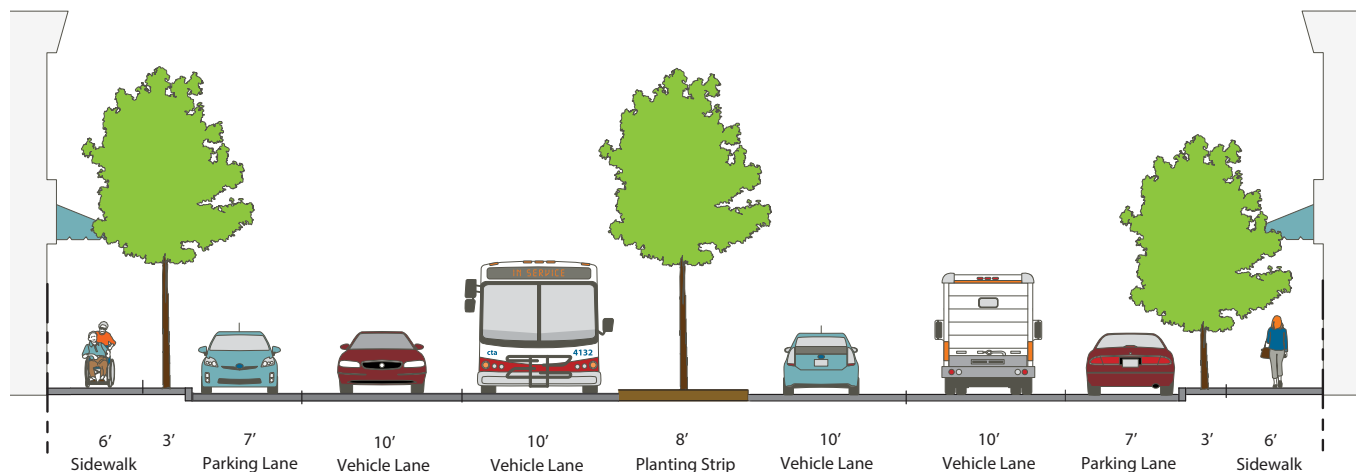 IN SERVICE
cta 4132
6’ 3’ 7’ 10’ 10’ 8’ 10’ 10’ 7’ 3’ 6’
Sidewalk Parking Lane Vehicle Lane Vehicle Lane Planting Strip Vehicle Lane Vehicle Lane Parking Lane Sidewalk